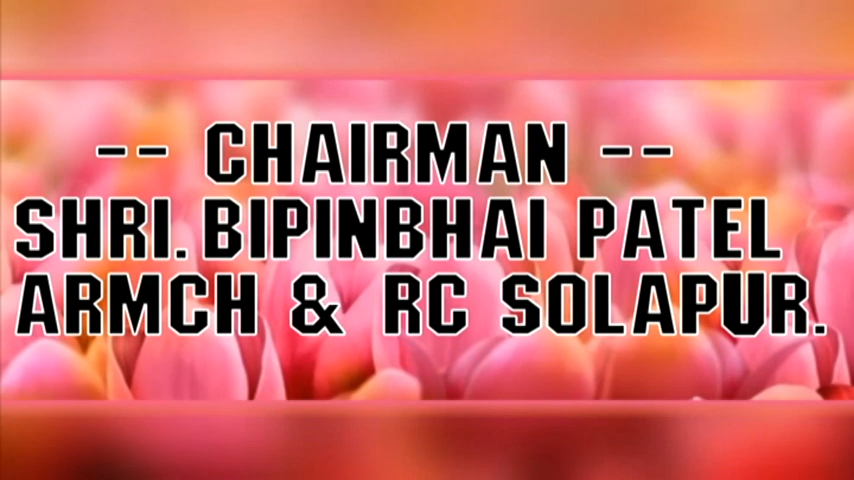 -- CHAIRMAN --
SHRI.BIPINBHAI PATEL
ARMCH & RC SOLAPUR.